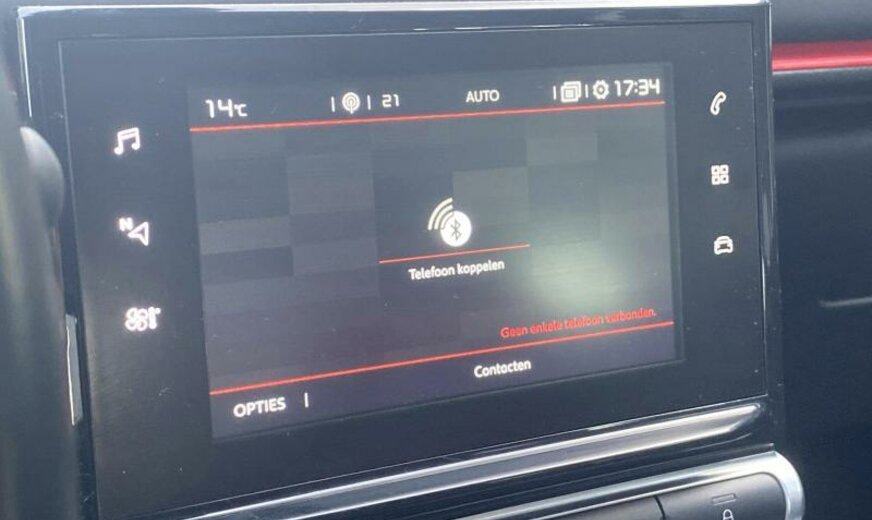 14°C 21 AUTO 17:34
N
Telefoon koppelen
Geen enkele telefoon verbonden.
Contacten
OPTIES